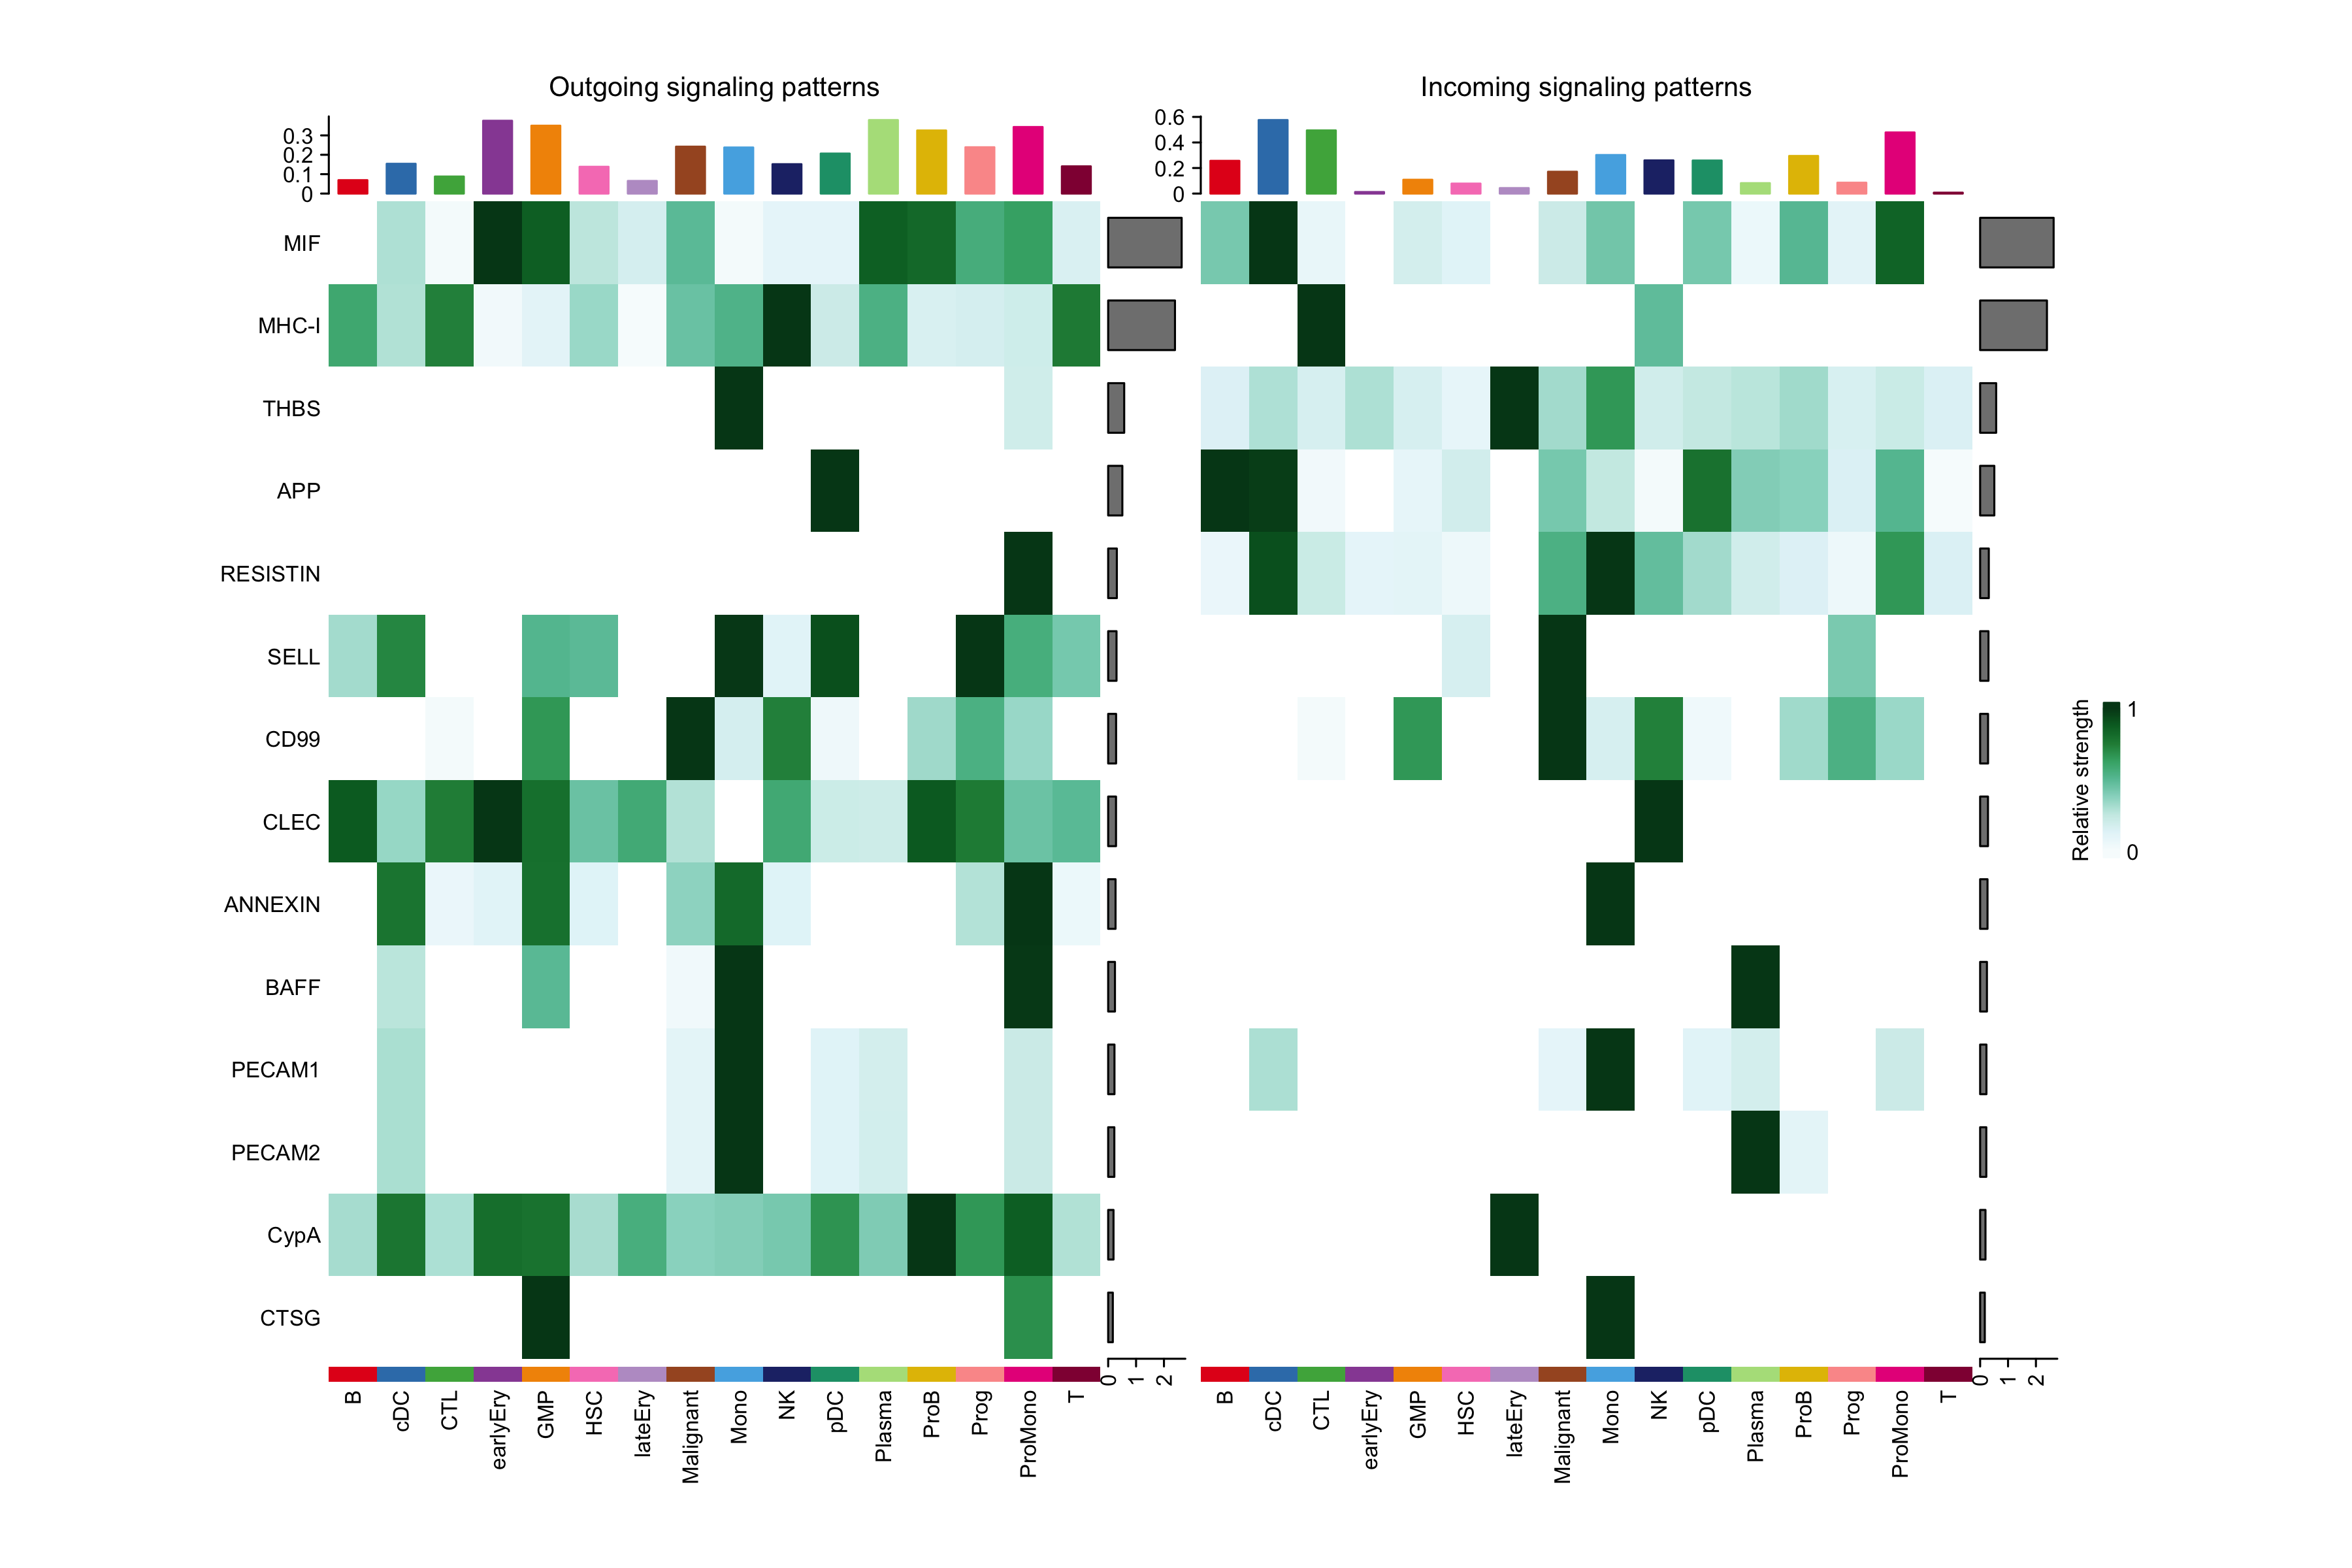 Outgoing signaling patterns
Incoming signaling patterns
0.3
0.2
0.1
0
0.6
0.4
0.2
0
MIF
MHC-I
THBS
APP
RESISTIN
SELL
CD99
CLEC
ANNEXIN
BAFF
PECAM1
PECAM2
CypA
CTSG
0 1 2
0 1 2
B cDC CTL earlyEry GMP HSC lateEry Malignant Mono NK pDC Plasma ProB Prog ProMono T
B cDC CTL earlyEry GMP HSC lateEry Malignant Mono NK pDC Plasma ProB Prog ProMono T
Relative strength
1
0